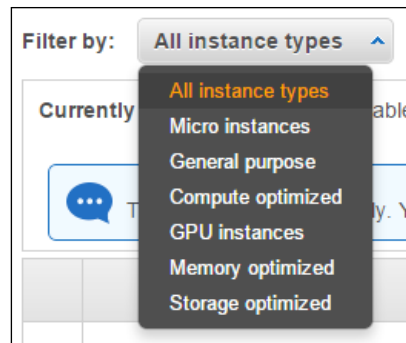 Filter by: All instance types
All instance types
Currently
Micro instances
General purpose
Compute optimized
GPU instances
Memory optimized
Storage optimized